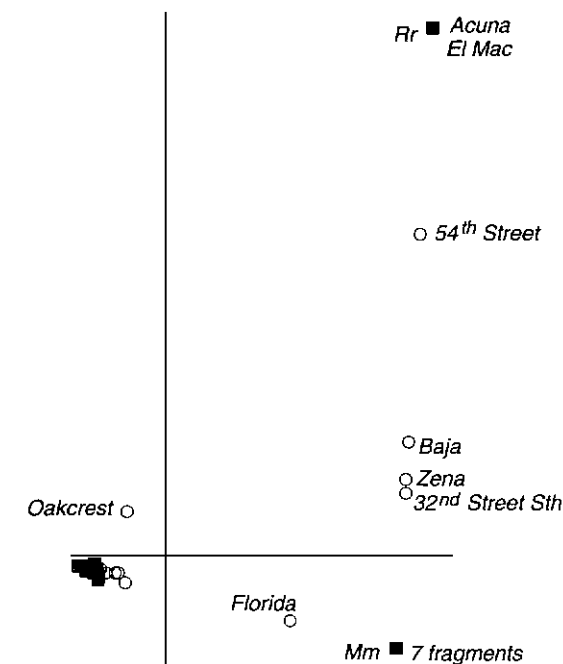 Rr Acuna
El Mac
54th Street
Baja
Zena
32nd Street Sth
Oakcrest
Florida
Mm 7 fragments